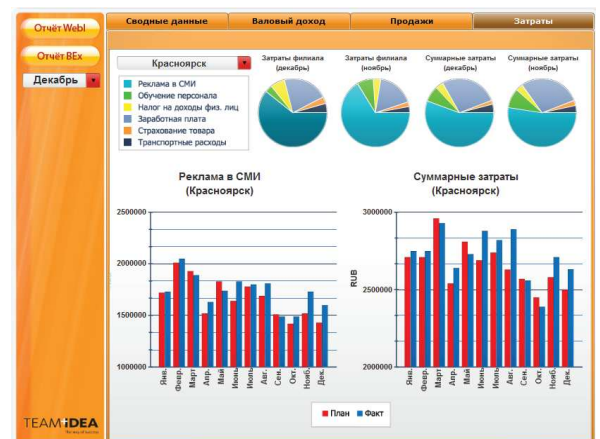 Отчёт WebI
Отчёт BEx
Декабрь
Сводные данные
Валовый доход
Продажи
Затраты
Красноярск
Реклама в СМИ
Обучение персонала
Налог на доходы физ. лиц
Заработная плата
Страхование товара
Транспортные расходы
Затраты филиала
(декабрь)
Затраты филиала
(ноябрь)
Суммарные затраты
(декабрь)
Суммарные затраты
(ноябрь)
Реклама в СМИ
(Красноярск)
2500000
2000000
1500000
1000000
Янв.
Февр.
Март
Апр.
Май
Июнь
Июль
Авг.
Сен.
Окт.
Нояб.
Дек.
Суммарные затраты
(Красноярск)
RUB
3000000
2500000
2000000
Янв.
Февр.
Март
Апр.
Май
Июнь
Июль
Авг.
Сен.
Окт.
Нояб.
Дек.
План
Факт
TEAM IDEA